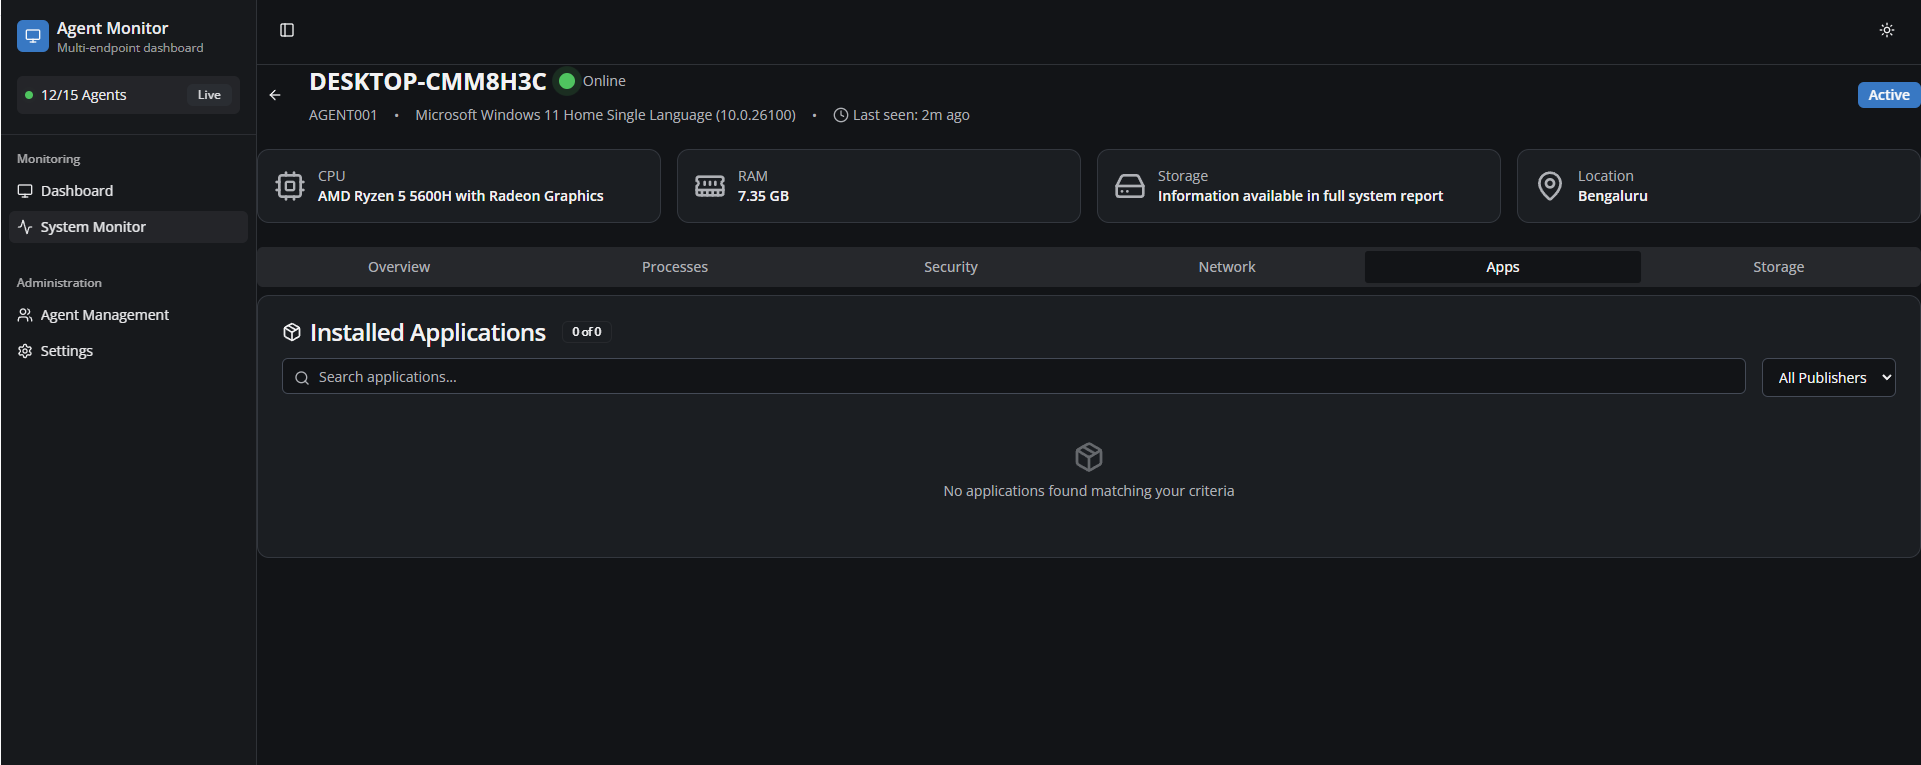 Agent Monitor
Multi-endpoint dashboard
12/15 Agents
Live
Monitoring
Dashboard
System Monitor
Administration
Agent Management
Settings
DESKTOP-CMM8H3C Online
AGENT001 • Microsoft Windows 11 Home Single Language (10.0.26100) • Last seen: 2m ago
Active
CPU
AMD Ryzen 5 5600H with Radeon Graphics
RAM
7.35 GB
Storage
Information available in full system report
Location
Bengaluru
Overview Processes Security Network Apps Storage
Installed Applications 0 of 0
Search applications...
All Publishers
No applications found matching your criteria